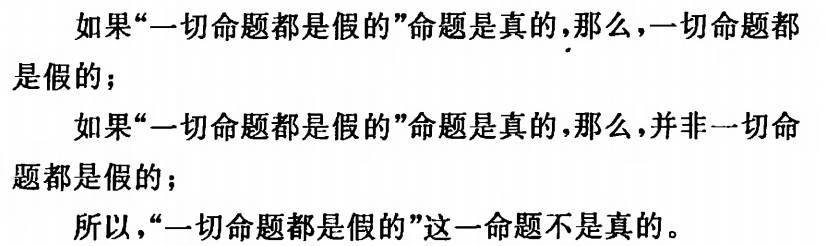 如果“一切命题都是假的”命题是真的,那么,一切命题都
是假的；
如果“一切命题都是假的”命题是真的,那么,并非一切命
题都是假的；
所以,“一切命题都是假的”这一命题不是真的。